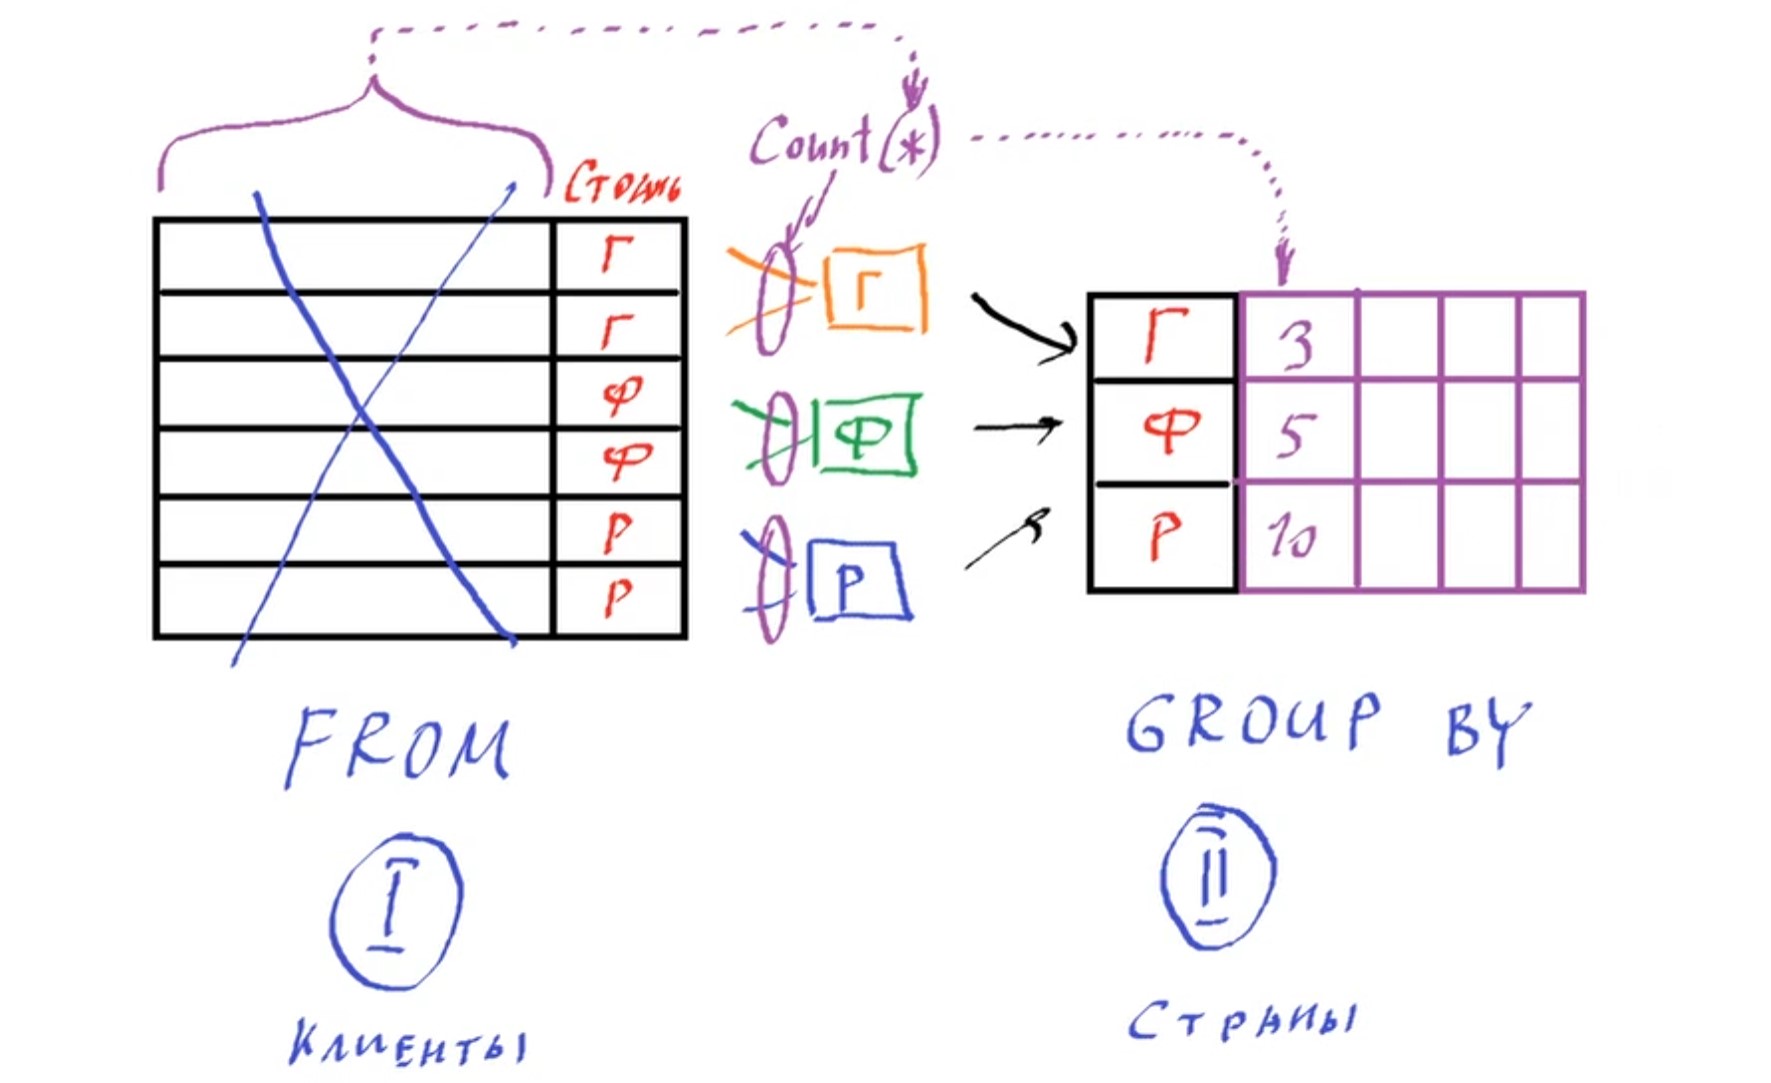 Count(*)
Страны
Г
Г
Ф
Ф
Р
Р
Г
Ф
Р
Г 3
Ф 5
Р 10
FROM
GROUP BY
I
II
Клиенты
Страны